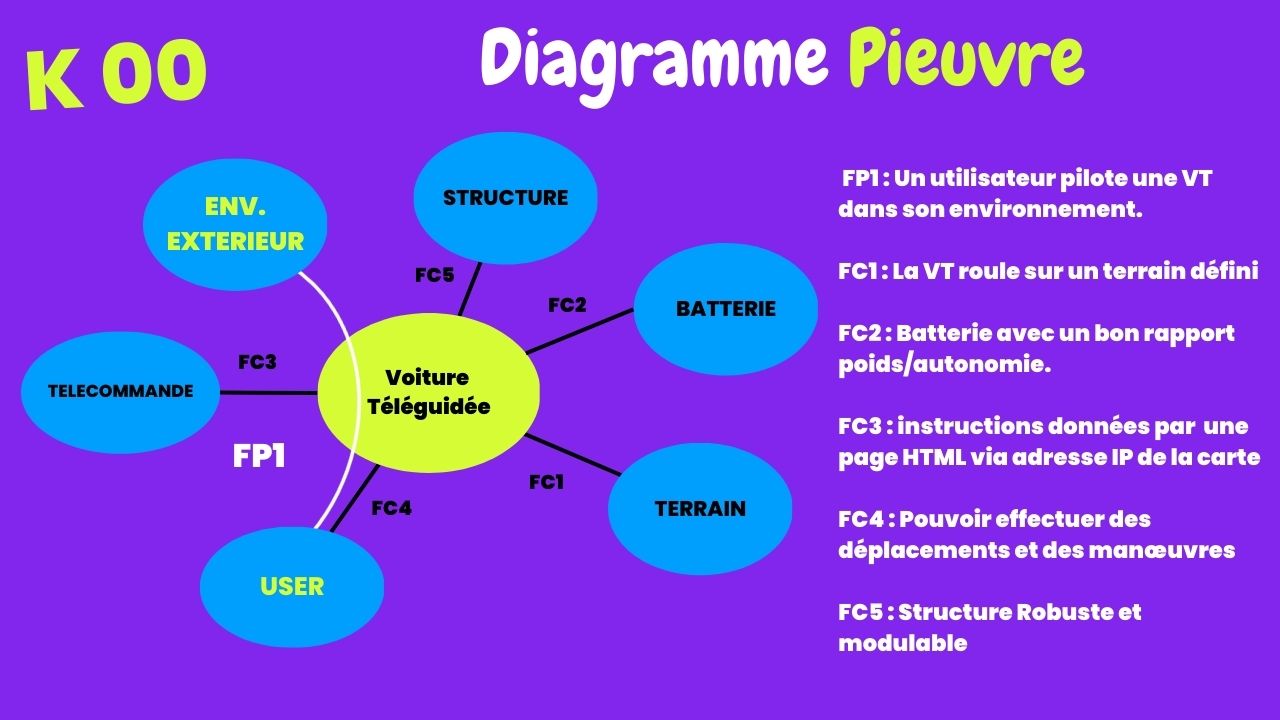 K 00
Diagramme Pieuvre
ENV.
EXTERIEUR
STRUCTURE
FC5
FC2
BATTERIE
FC3
TELECOMMANDE
Voiture
Téléguidée
FP1
FC1
FC4
TERRAIN
USER
FP1 : Un utilisateur pilote une VT
dans son environnement.
FC1 : La VT roule sur un terrain défini
FC2 : Batterie avec un bon rapport
poids/autonomie.
FC3 : instructions données par une
page HTML via adresse IP de la carte
FC4 : Pouvoir effectuer des
déplacements et des manœuvres
FC5 : Structure Robuste et
modulable